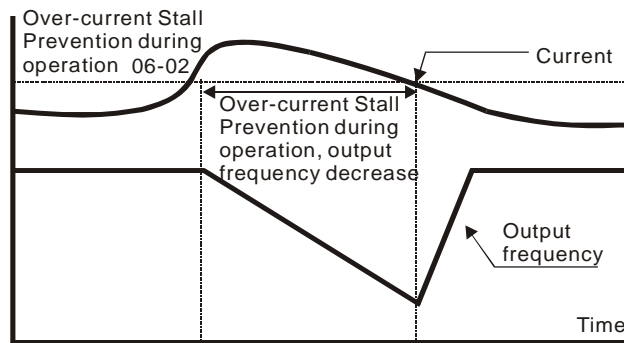 Over-current Stall
Prevention during
operation 06-02
Current
Over-current Stall
Prevention during
operation, output
frequency decrease
Output
frequency
Time